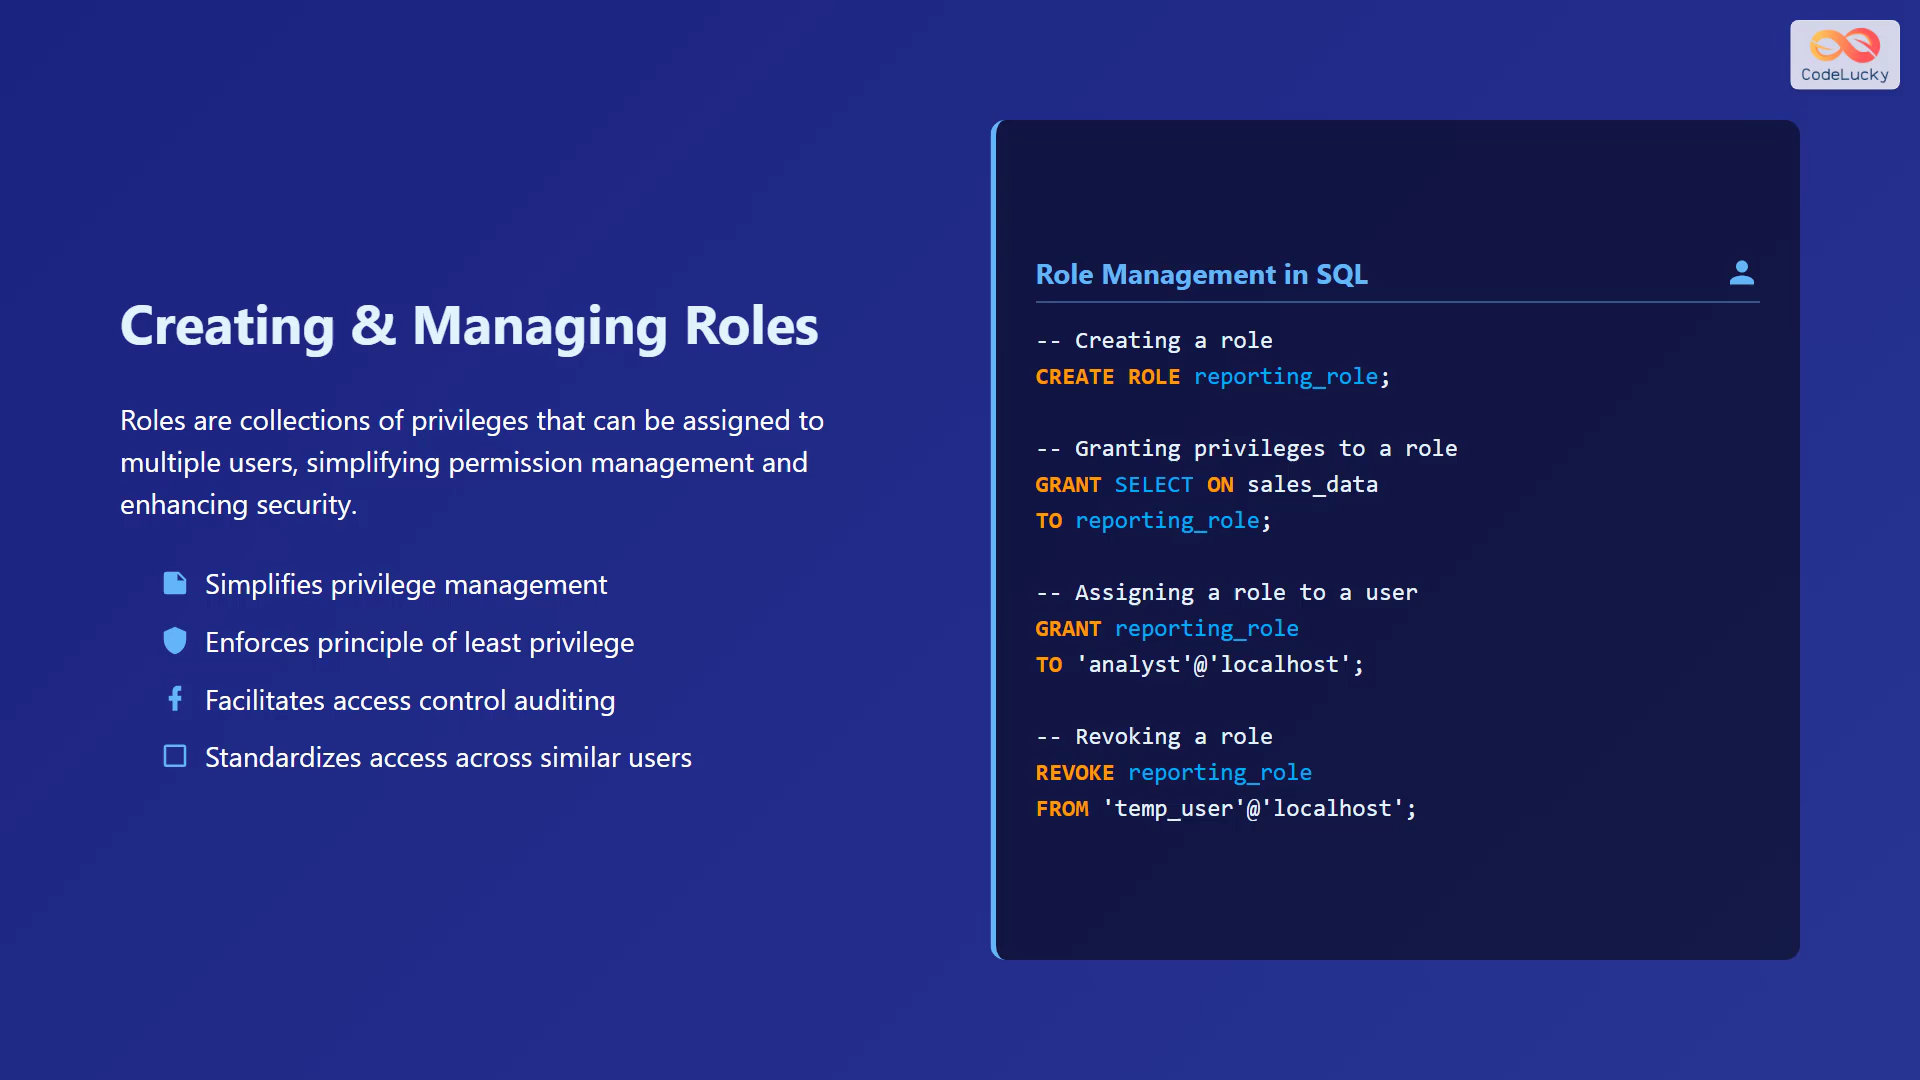 CodeLucky
Creating & Managing Roles
Roles are collections of privileges that can be assigned to
multiple users, simplifying permission management and
enhancing security.
Simplifies privilege management
Enforces principle of least privilege
Facilitates access control auditing
Standardizes access across similar users
Role Management in SQL
-- Creating a role
CREATE ROLE reporting_role;
-- Granting privileges to a role
GRANT SELECT ON sales_data
TO reporting_role;
-- Assigning a role to a user
GRANT reporting_role
TO 'analyst'@'localhost';
-- Revoking a role
REVOKE reporting_role
FROM 'temp_user'@'localhost';